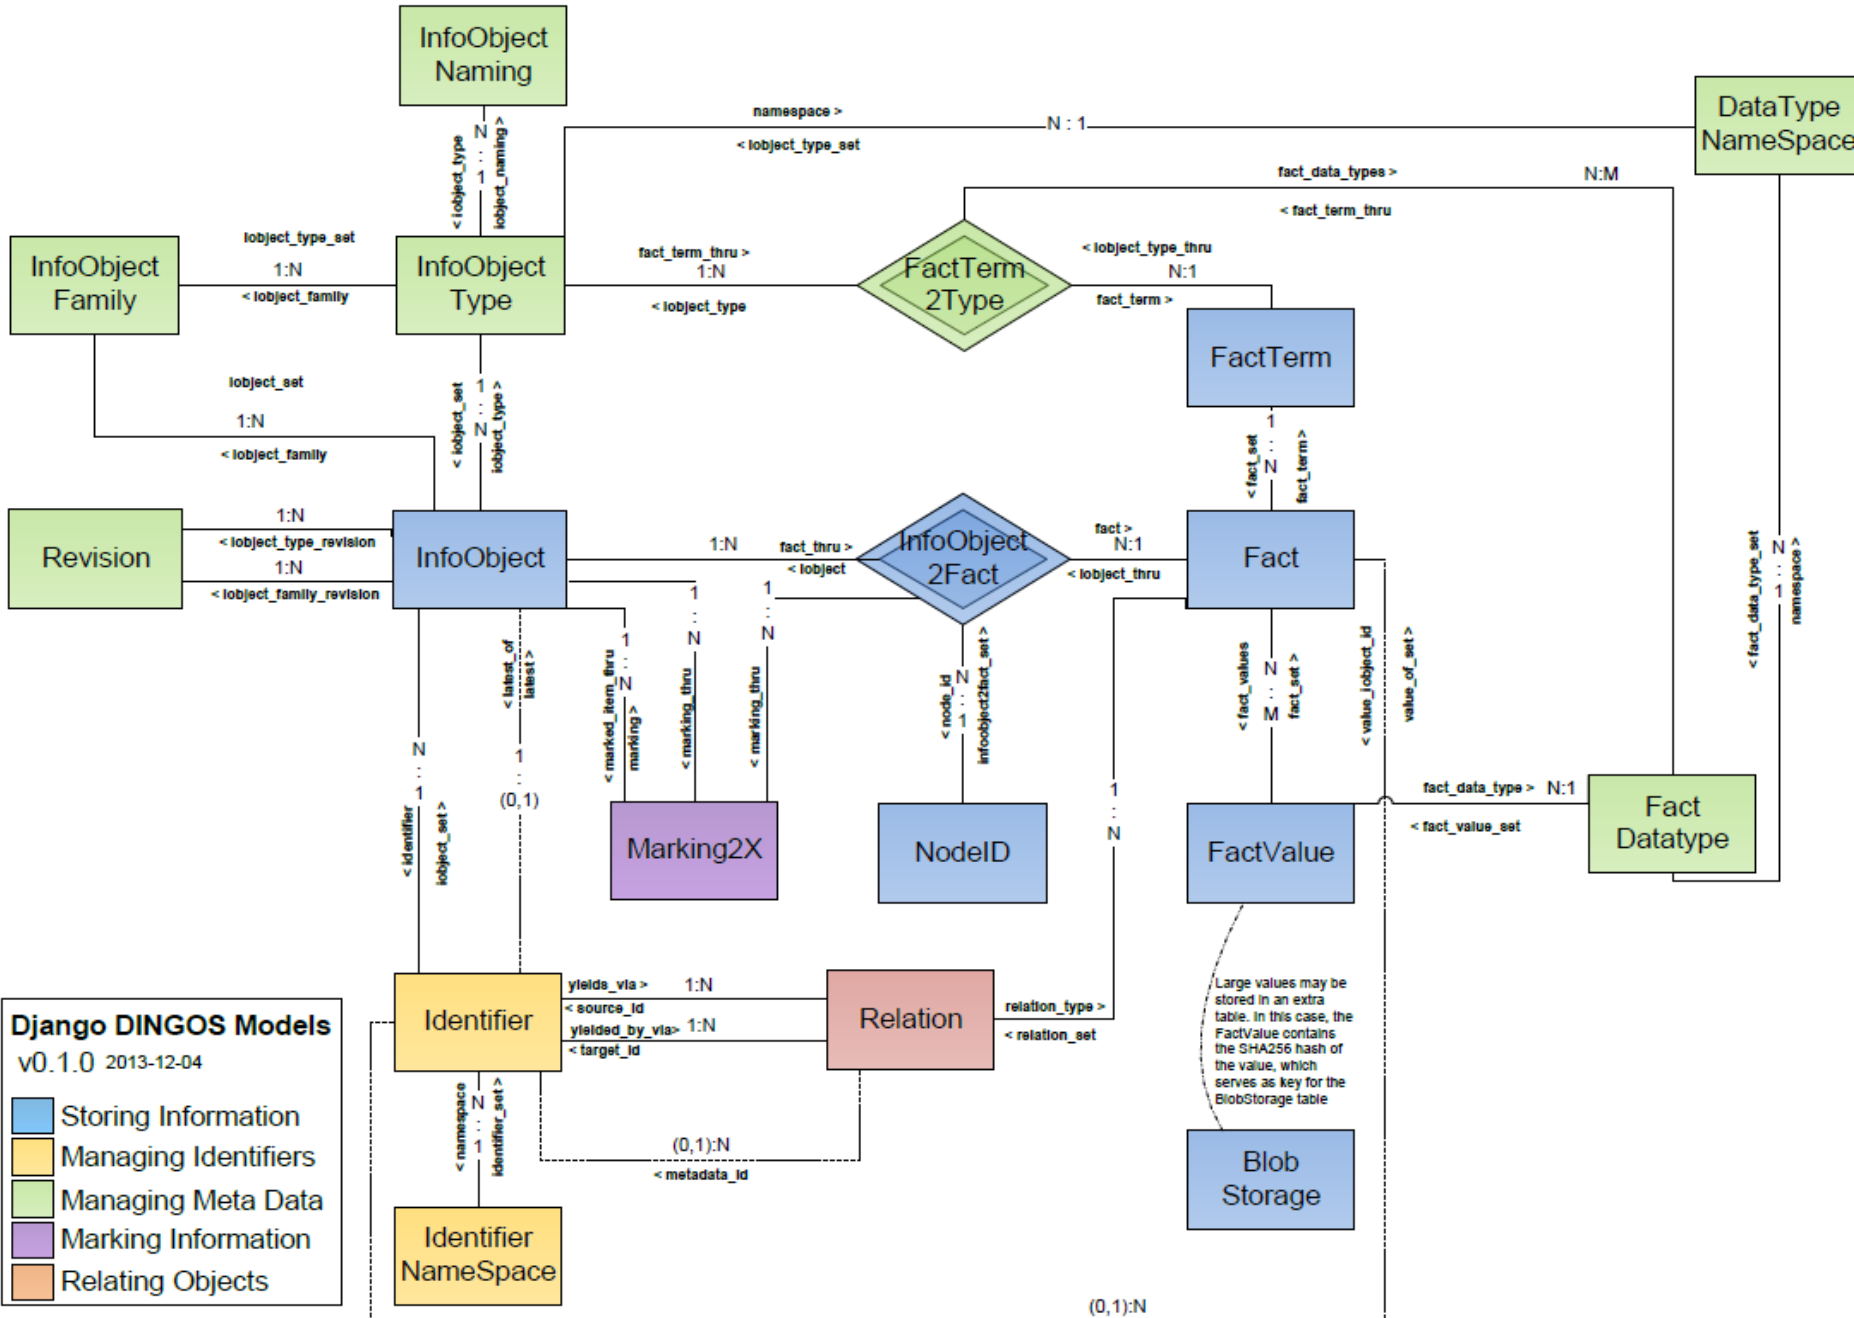 InfoObject
Naming
DataType
NameSpace
namespace >
N : 1
< iobject_type_set
< iobject_type
N : 1
iobject_naming >
fact_data_types >
N:M
< fact_term_thru
InfoObject
Family
iobject_type_set
1:N
< iobject_family
InfoObject
Type
fact_term_thru >
1:N
< iobject_type
FactTerm
2Type
< iobject_type_thru
N:1
fact_term >
FactTerm
iobject_set
1:N
< iobject_family
< iobject_set
1 : N
iobject_type >
< fact_set
1 : N
fact_term >
Revision
1:N
< iobject_type_revision
1:N
< iobject_family_revision
InfoObject
1:N
fact_thru >
< iobject
InfoObject
2Fact
fact >
N:1
< iobject_thru
Fact
< fact_data_type_set
N : 1
namespace >
< identifier
N : 1
iobject_set >
< latest_of
latest >
1 : (0,1)
< marked_item_thru
1 : N
marking >
< marking_thru
1 : N
< marking_thru
1 : N
< node_id
N : 1
infoobject2fact_set >
< fact_values
N : M
fact_set >
< value_iobject_id
value_of_set >
Marking2X
NodeID
FactValue
fact_data_type >
N:1
< fact_value_set
Fact
Datatype
1 : N
Identifier
yields_via >
1:N
< source_id
yielded_by_via>
1:N
< target_id
Relation
relation_type >
< relation_set
Large values may be
stored in an extra
table. In this case, the
FactValue contains
the SHA256 hash of
the value, which
serves as key for the
BlobStorage table
< namespace
N : 1
identifier_set >
(0,1):N
< metadata_id
Blob
Storage
Identifier
NameSpace
(0,1):N
Django DINGOS Models
v0.1.0 2013-12-04
Storing Information
Managing Identifiers
Managing Meta Data
Marking Information
Relating Objects